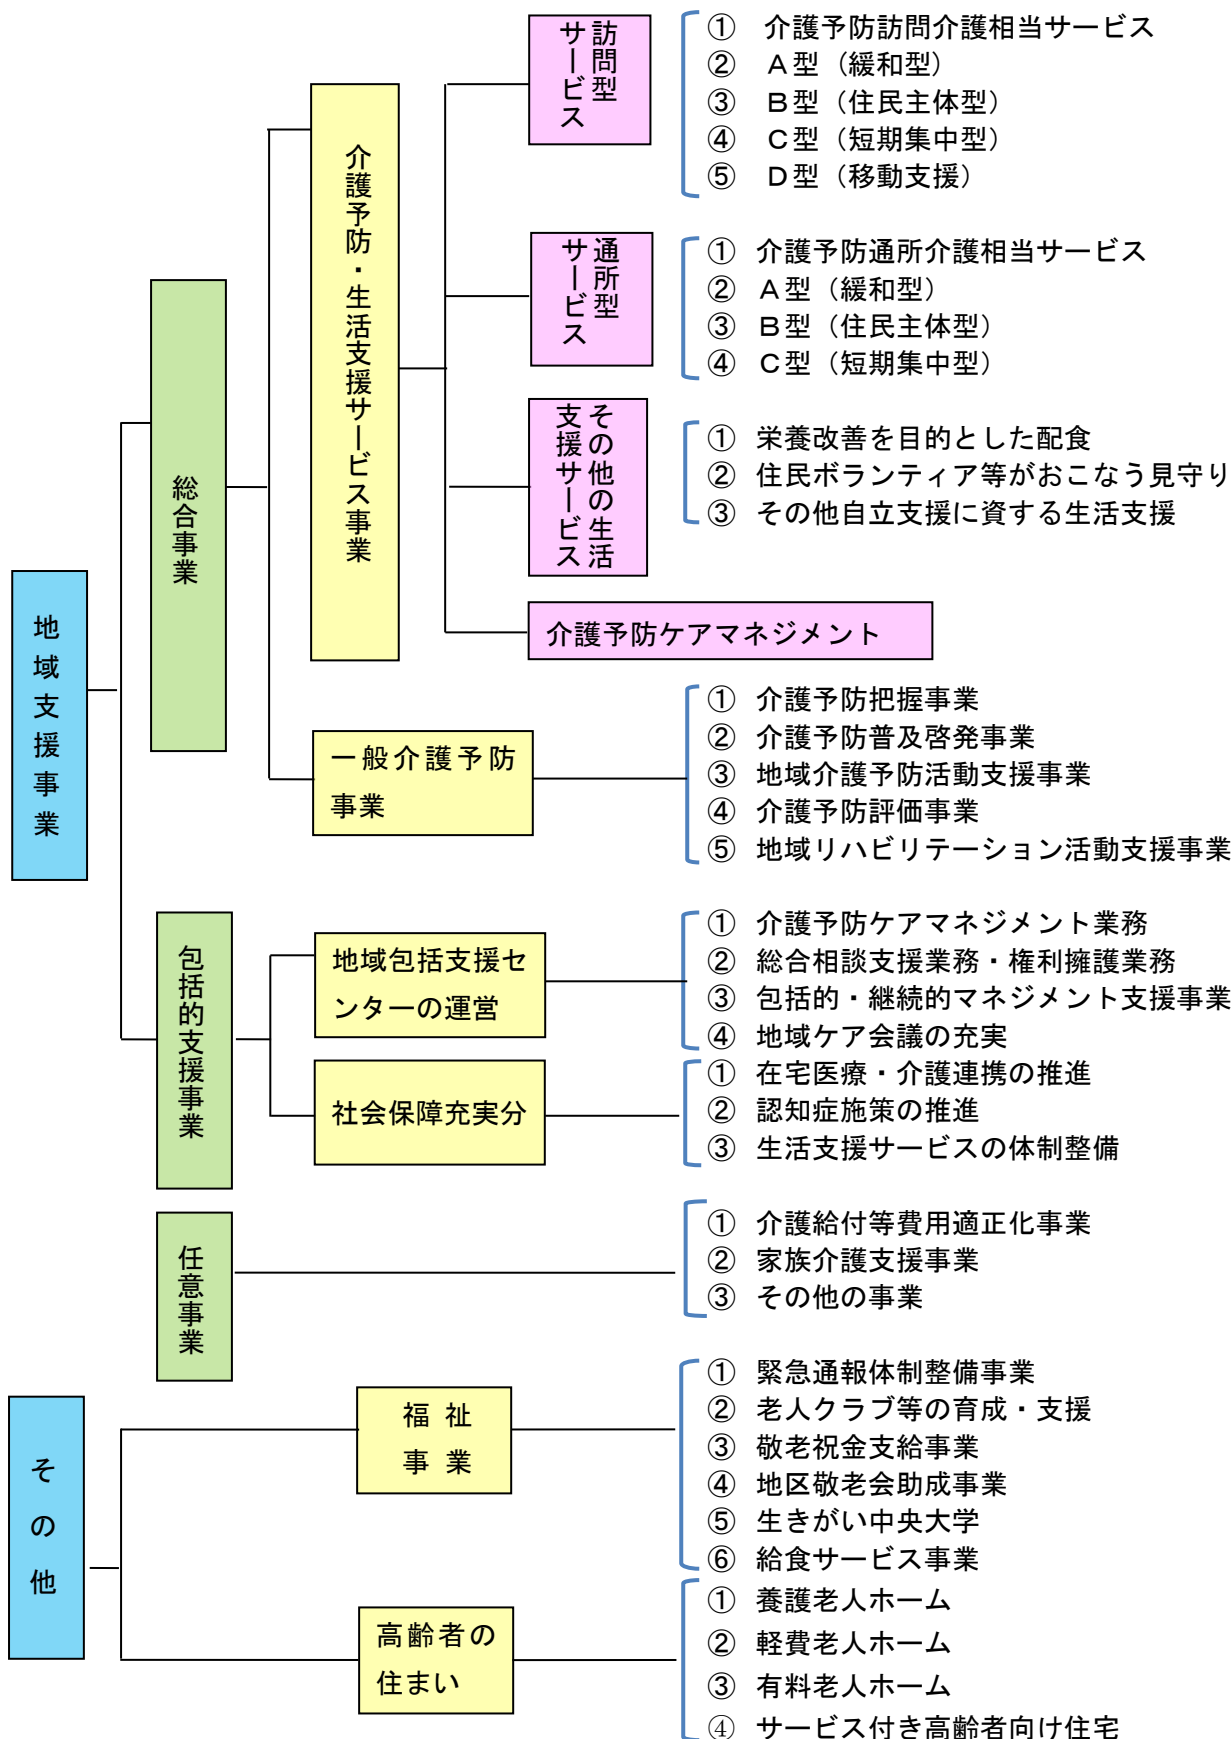 地域支援事業
総合事業
介護予防・生活支援サービス事業
訪問型
サービス
① 介護予防訪問介護相当サービス
② A型（緩和型）
③ B型（住民主体型）
④ C型（短期集中型）
⑤ D型（移動支援）
通所型
サービス
① 介護予防通所介護相当サービス
② A型（緩和型）
③ B型（住民主体型）
④ C型（短期集中型）
その他の生活
支援サービス
① 栄養改善を目的とした配食
② 住民ボランティア等がおこなう見守り
③ その他自立支援に資する生活支援
介護予防ケアマネジメント
一般介護予防
事業
① 介護予防把握事業
② 介護予防普及啓発事業
③ 地域介護予防活動支援事業
④ 介護予防評価事業
⑤ 地域リハビリテーション活動支援事業
包括的支援事業
地域包括支援セ
ンターの運営
① 介護予防ケアマネジメント業務
② 総合相談支援業務・権利擁護業務
③ 包括的・継続的マネジメント支援事業
④ 地域ケア会議の充実
社会保障充実分
① 在宅医療・介護連携の推進
② 認知症施策の推進
③ 生活支援サービスの体制整備
任意事業
① 介護給付等費用適正化事業
② 家族介護支援事業
③ その他の事業
その他
福祉
事業
① 緊急通報体制整備事業
② 老人クラブ等の育成・支援
③ 敬老祝金支給事業
④ 地区敬老会助成事業
⑤ 生きがい中央大学
⑥ 給食サービス事業
高齢者の
住まい
① 養護老人ホーム
② 軽費老人ホーム
③ 有料老人ホーム
④ サービス付き高齢者向け住宅